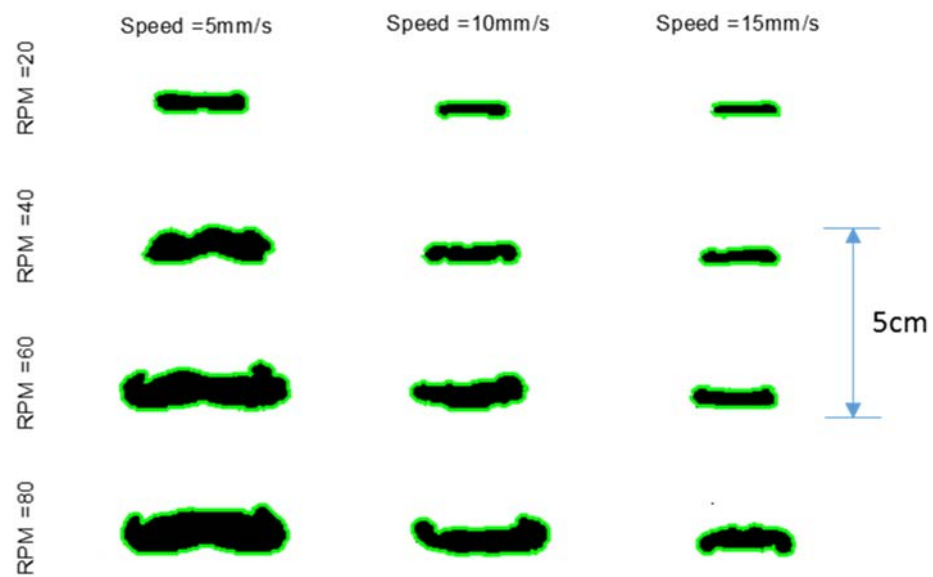 Speed =5mm/s
Speed =10mm/s
Speed =15mm/s
RPM =20
RPM =40
5cm
RPM =60
RPM =80